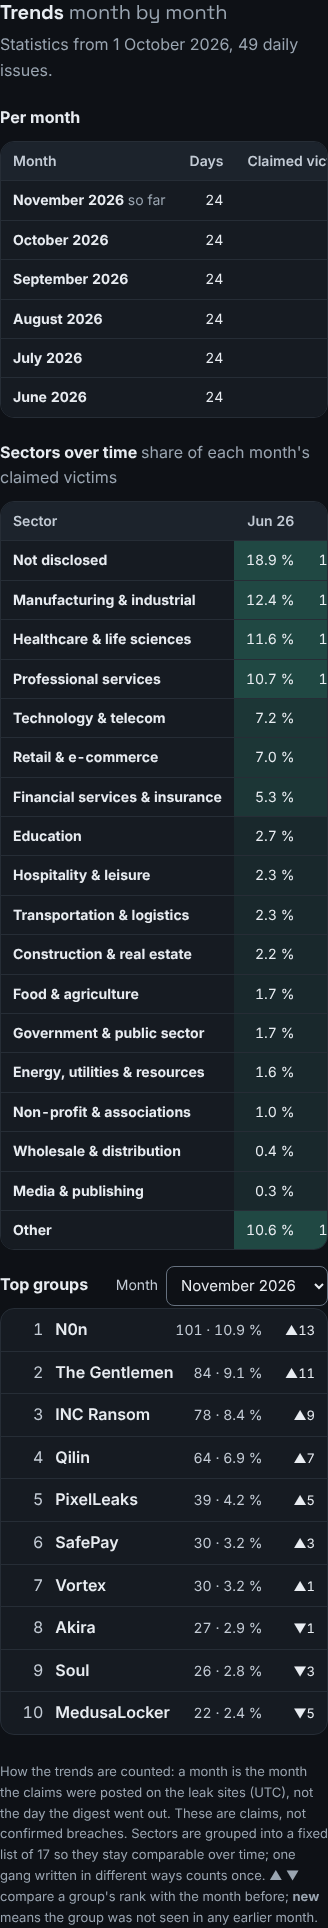 Trends month by month
Statistics from 1 October 2026, 49 daily
issues.
Per month
Month Days Claimed vic
November 2026 so far 24
October 2026 24
September 2026 24
August 2026 24
July 2026 24
June 2026 24
Sectors over time share of each month's
claimed victims
Sector Jun 26
Not disclosed 18.9 % 1
Manufacturing & industrial 12.4 % 1
Healthcare & life sciences 11.6 % 1
Professional services 10.7 % 1
Technology & telecom 7.2 %
Retail & e-commerce 7.0 %
Financial services & insurance 5.3 %
Education 2.7 %
Hospitality & leisure 2.3 %
Transportation & logistics 2.3 %
Construction & real estate 2.2 %
Food & agriculture 1.7 %
Government & public sector 1.7 %
Energy, utilities & resources 1.6 %
Non-profit & associations 1.0 %
Wholesale & distribution 0.4 %
Media & publishing 0.3 %
Other 10.6 % 1
Top groups Month November 2026
1 N0n 101 · 10.9 % ▲13
2 The Gentlemen 84 · 9.1 % ▲11
3 INC Ransom 78 · 8.4 % ▲9
4 Qilin 64 · 6.9 % ▲7
5 PixelLeaks 39 · 4.2 % ▲5
6 SafePay 30 · 3.2 % ▲3
7 Vortex 30 · 3.2 % ▲1
8 Akira 27 · 2.9 % ▼1
9 Soul 26 · 2.8 % ▼3
10 MedusaLocker 22 · 2.4 % ▼5
How the trends are counted: a month is the month
the claims were posted on the leak sites (UTC), not
the day the digest went out. These are claims, not
confirmed breaches. Sectors are grouped into a fixed
list of 17 so they stay comparable over time; one
gang written in different ways counts once. ▲ ▼
compare a group's rank with the month before; new
means the group was not seen in any earlier month.